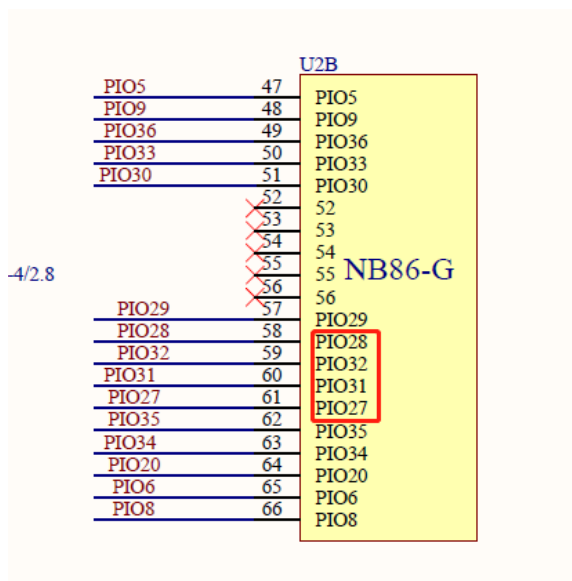 U2B
PIO5 47 PIO5
PIO9 48 PIO9
PIO36 49 PIO36
PIO33 50 PIO33
PIO30 51 PIO30
52 52
53 53
54 54
-4/2.8 55 55 NB86-G
56 56
PIO29 57 PIO29
PIO28 58 PIO28
PIO32 59 PIO32
PIO31 60 PIO31
PIO27 61 PIO27
PIO35 62 PIO35
PIO34 63 PIO34
PIO20 64 PIO20
PIO6 65 PIO6
PIO8 66 PIO8